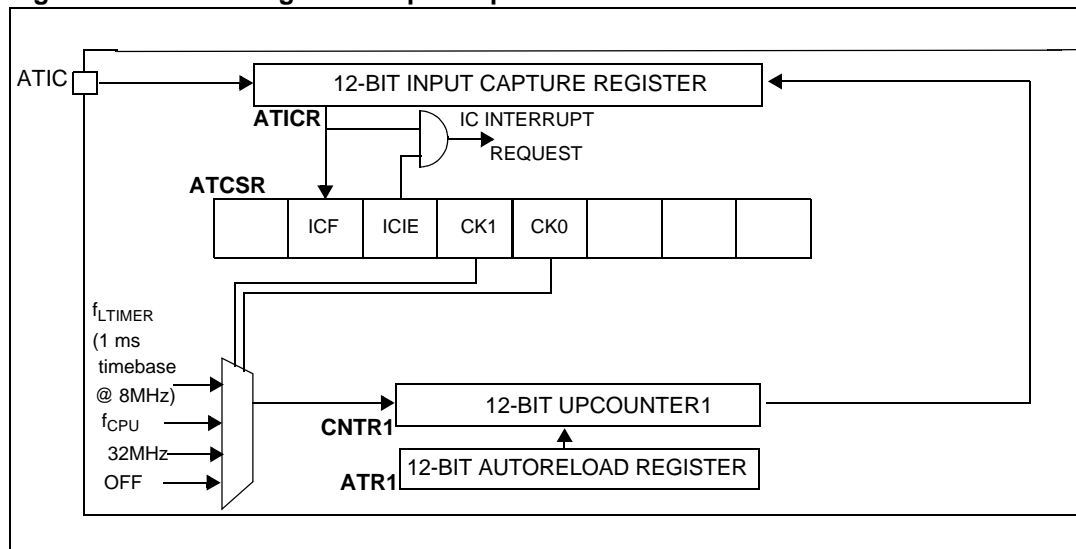 ATIC
12-BIT INPUT CAPTURE REGISTER
ATICR
IC INTERRUPT
REQUEST
ATCSR
ICF ICIE CK1 CK0
fLTIMER
(1 ms
timebase
@ 8MHz)
fCPU
32MHz
OFF
12-BIT UPCOUNTER1
CNTR1
12-BIT AUTORELOAD REGISTER
ATR1